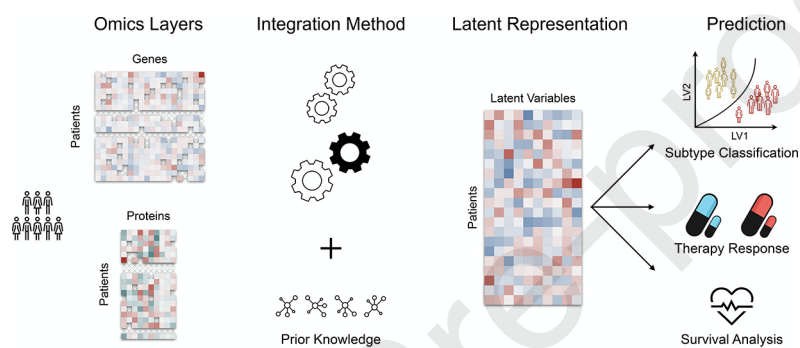 Omics Layers
Integration Method
Latent Representation
Prediction
Genes
Patients
Proteins
Patients
Prior Knowledge
Latent Variables
Patients
LV2
LV1
Subtype Classification
Therapy Response
Survival Analysis